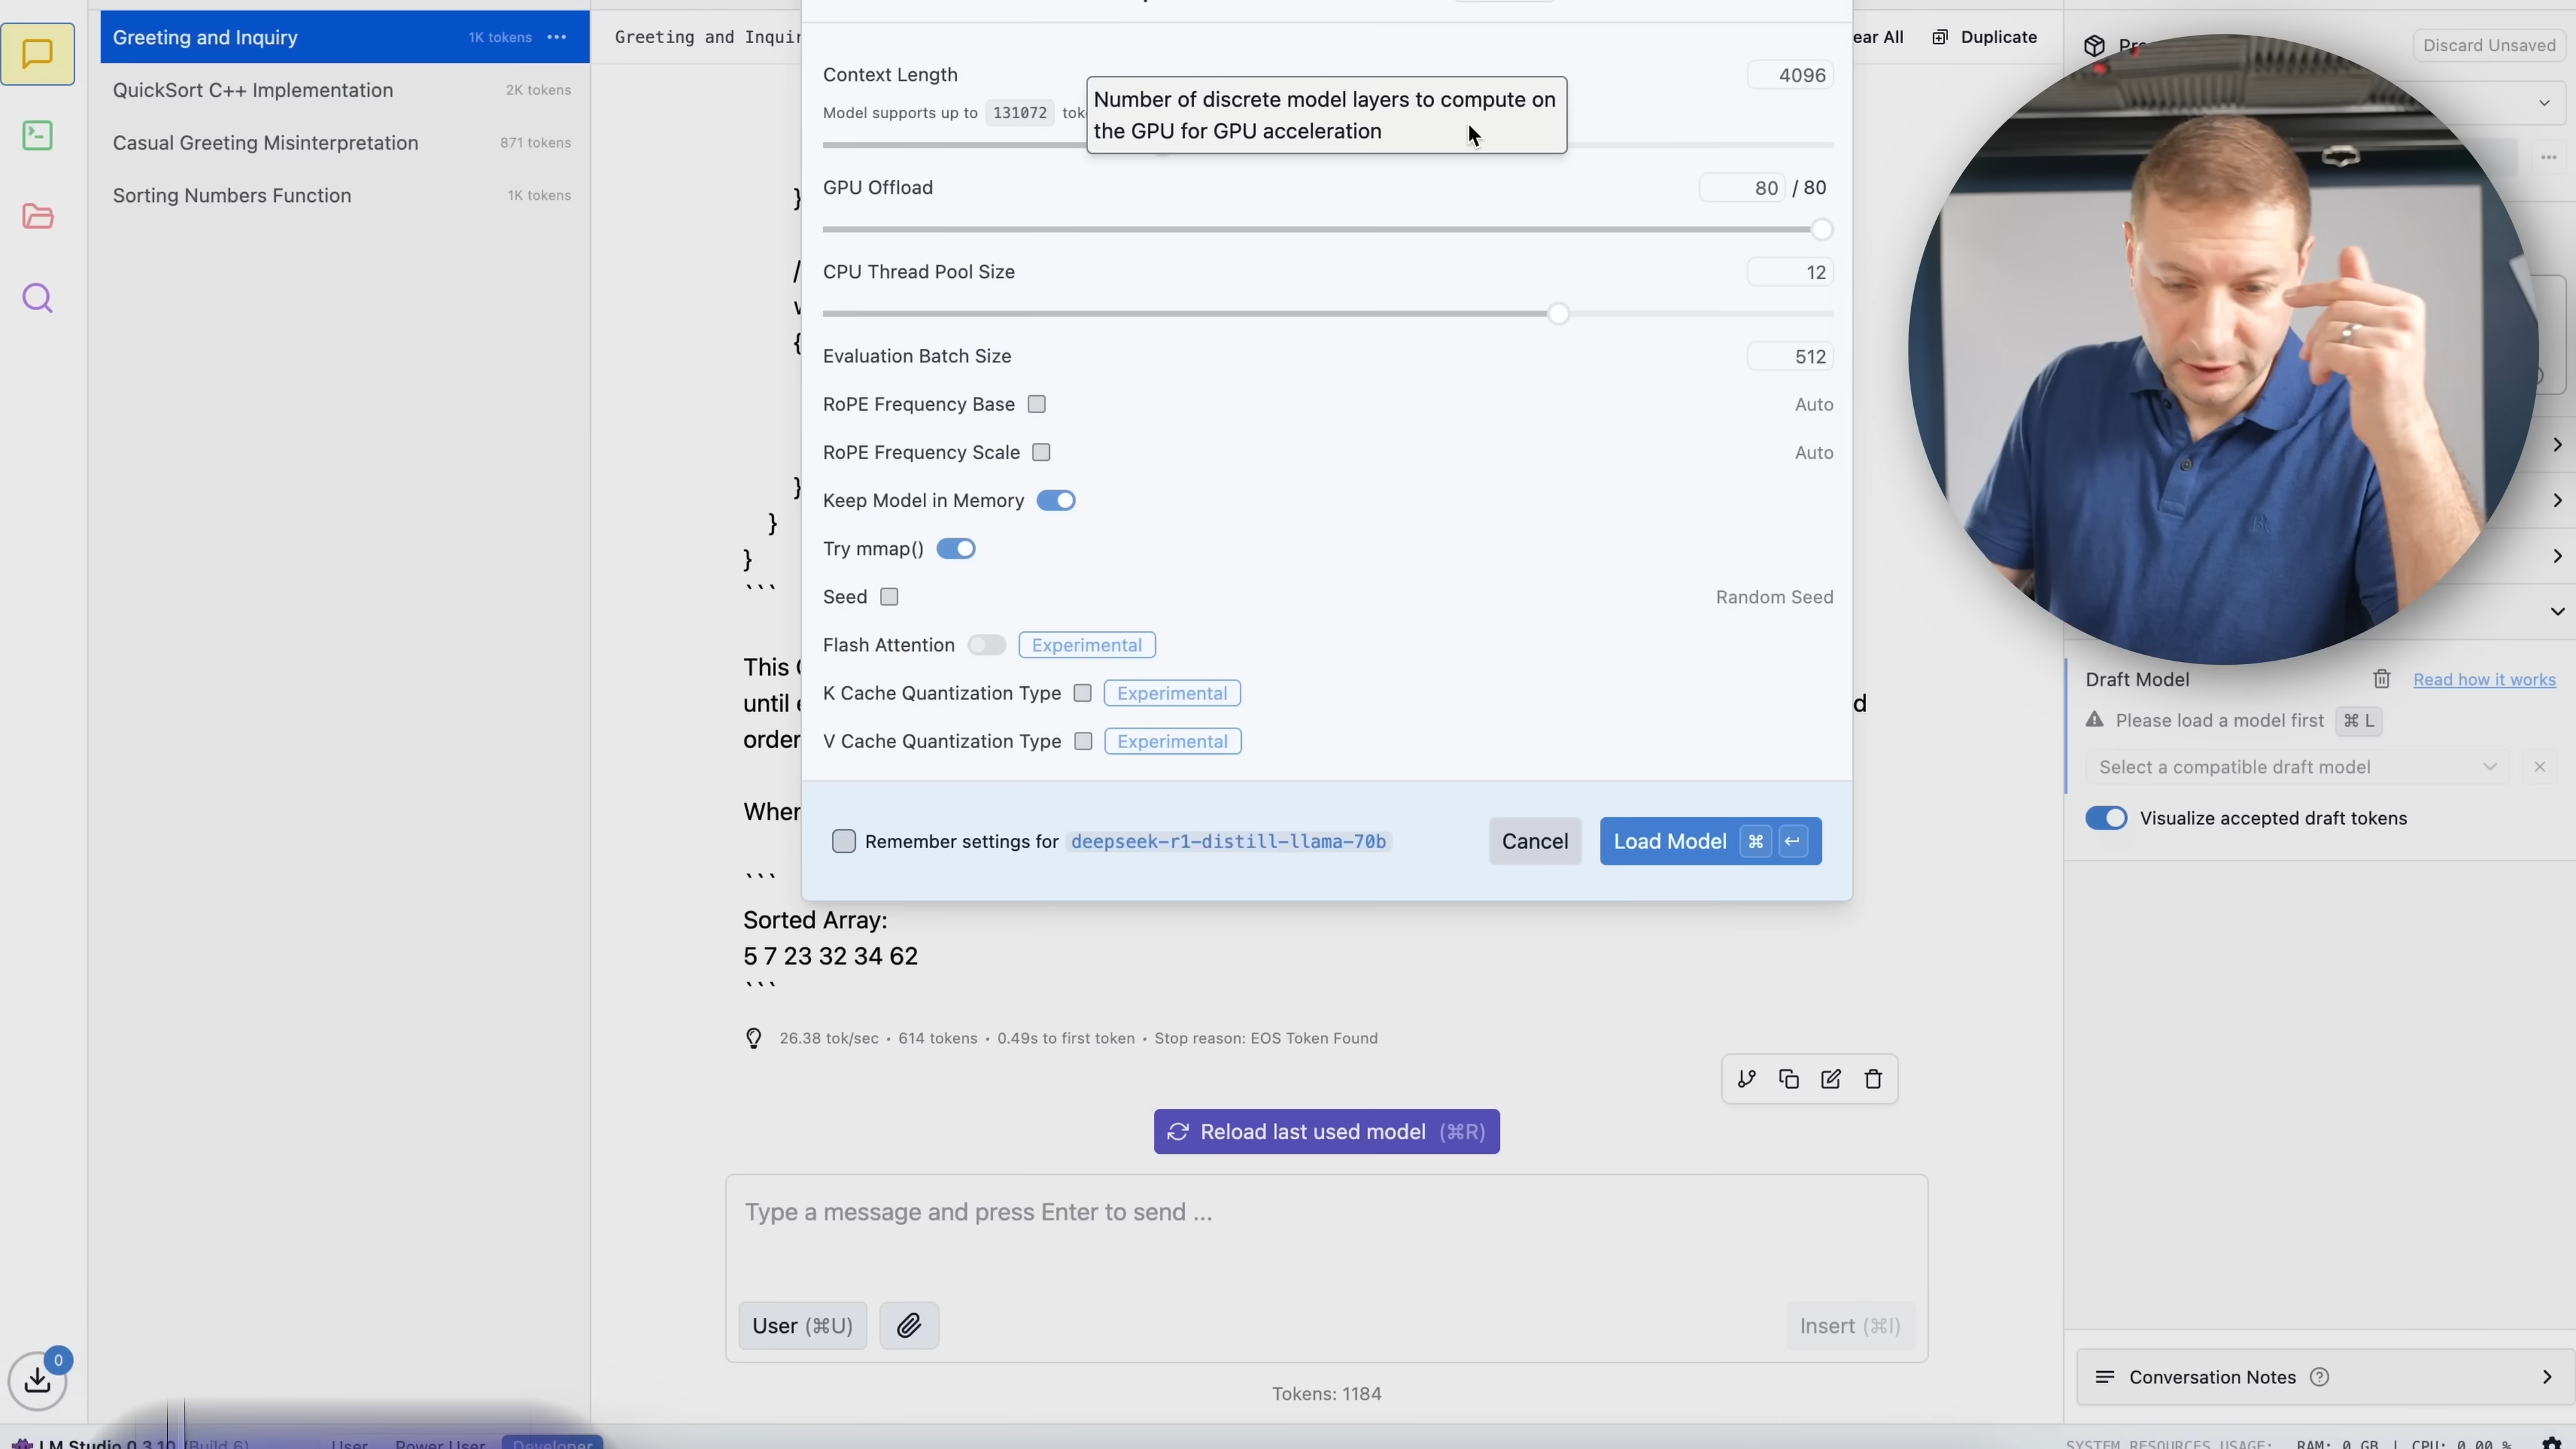 Greeting and Inquiry 1K tokens
QuickSort C++ Implementation 2K tokens
Casual Greeting Misinterpretation 871 tokens
Sorting Numbers Function 1K tokens
Greeting and Inquir
ear All Duplicate
Discard Unsaved
Context Length 4096
Model supports up to 131072 tok
Number of discrete model layers to compute on
the GPU for GPU acceleration
GPU Offload 80 / 80
CPU Thread Pool Size 12
Evaluation Batch Size 512
RoPE Frequency Base Auto
RoPE Frequency Scale Auto
Keep Model in Memory
Try mmap()
Seed Random Seed
Flash Attention Experimental
K Cache Quantization Type Experimental
V Cache Quantization Type Experimental
Remember settings for deepseek-r1-distill-llama-70b Cancel Load Model ⌘ ↩
}
/
{
}
}
}
```
This
until
order
When
```
Sorted Array:
5 7 23 32 34 62
```
26.38 tok/sec • 614 tokens • 0.49s to first token • Stop reason: EOS Token Found
Reload last used model (⌘R)
Type a message and press Enter to send ...
User (⌘U) Insert (⌘I)
Tokens: 1184
Draft Model Read how it works
Please load a model first ⌘ L
Select a compatible draft model
Visualize accepted draft tokens
Conversation Notes
0
LM Studio 0.3.10 (Build 6) User Power User Developer
SYSTEM RESOURCES USAGE: RAM: 0 GB | CPU: 0.00 %